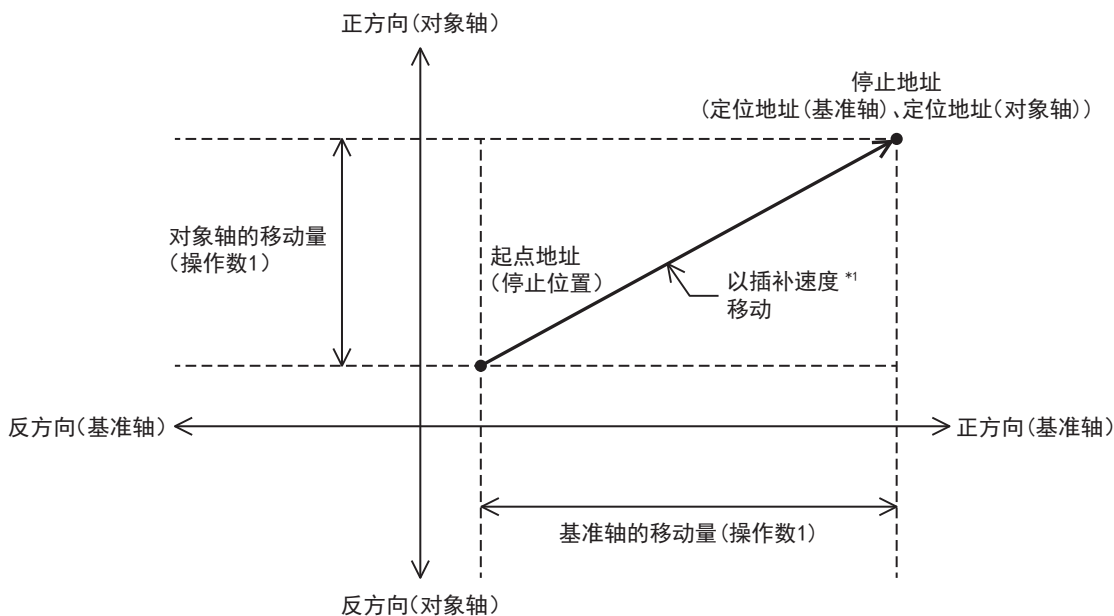 正方向(对象轴)
停止地址
(定位地址(基准轴)、定位地址(对象轴))
对象轴的移动量
(操作数1)
起点地址
(停止位置)
以插补速度 *1
移动
反方向(基准轴)
正方向(基准轴)
基准轴的移动量(操作数1)
反方向(对象轴)